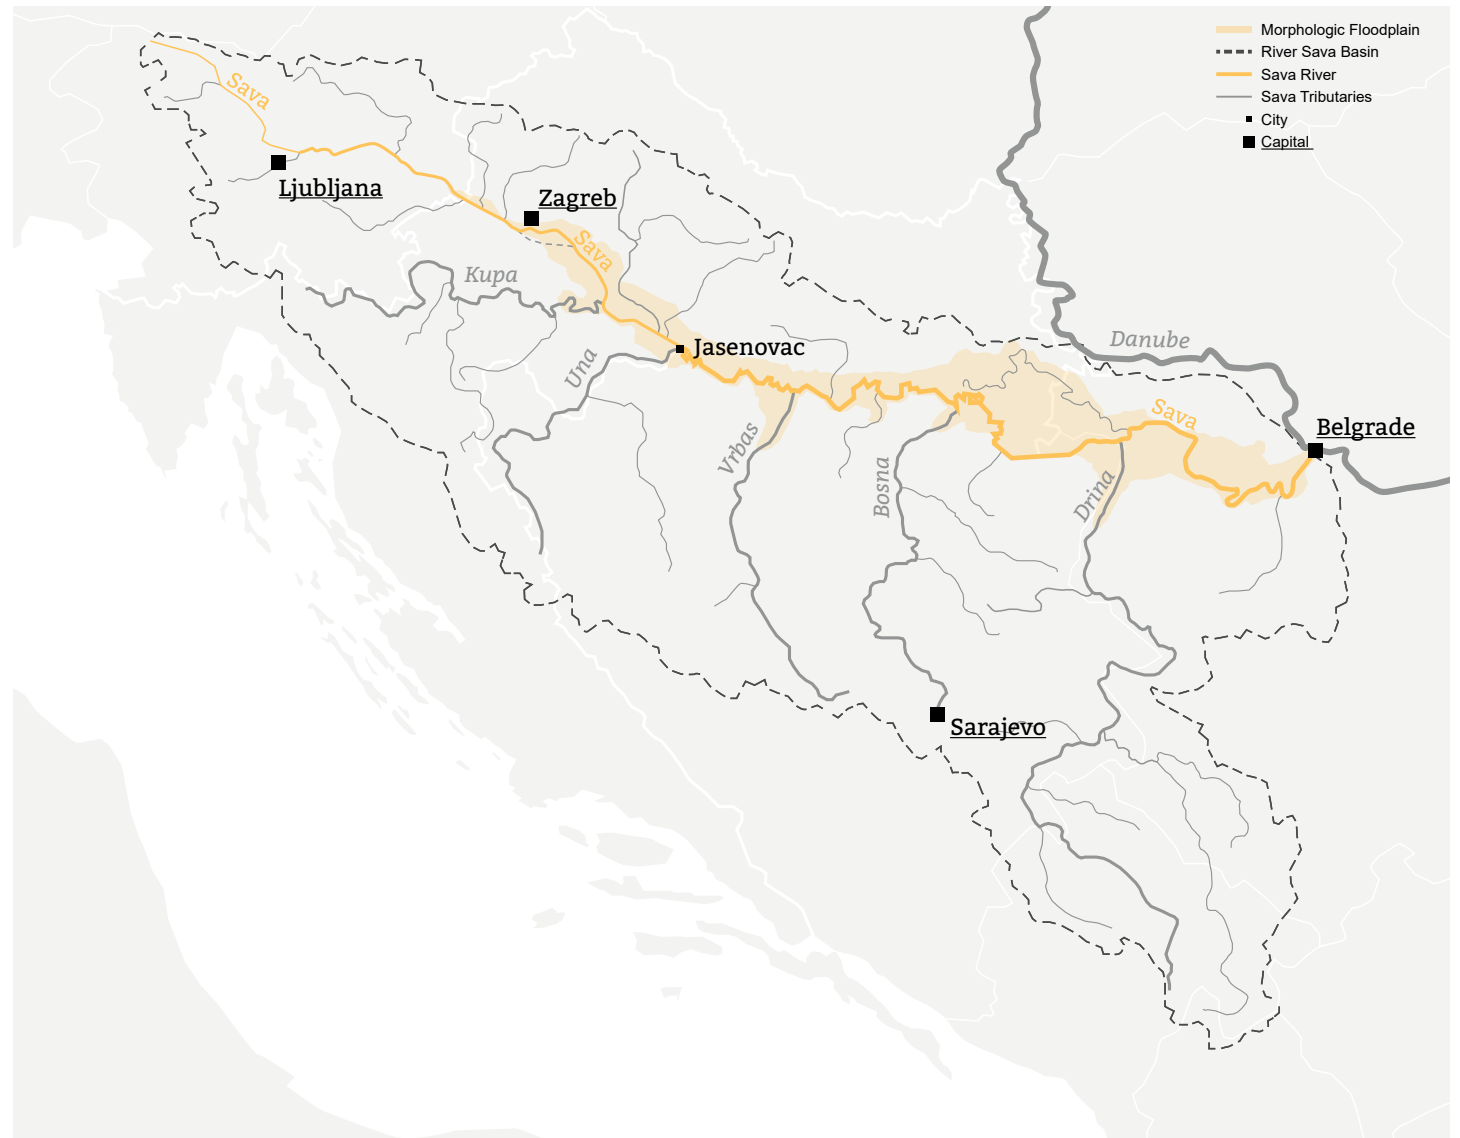 Morphologic Floodplain
River Sava Basin
Sava River
Sava Tributaries
City
Capital
Sava
Ljubljana
Zagreb
Sava
Kupa
Jasenovac
Una
Danube
Sava
Belgrade
Vrbas
Bosna
Drina
Sarajevo